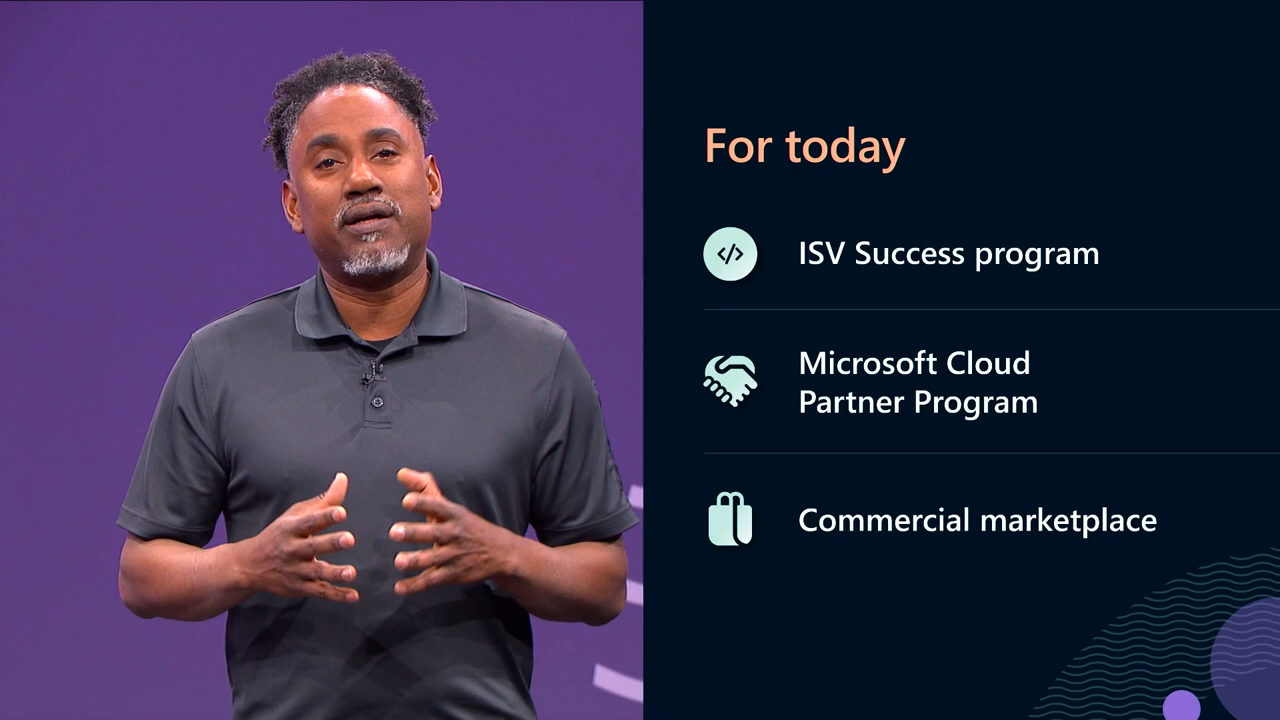 For today
ISV Success program
Microsoft Cloud
Partner Program
Commercial marketplace